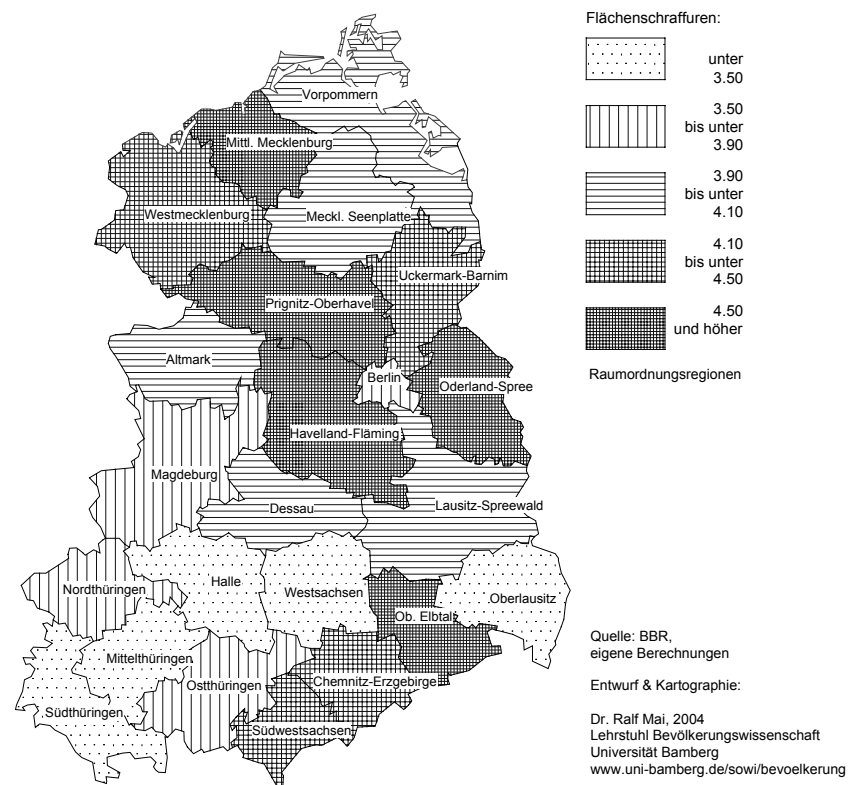 Flächenschraffuren:
unter
3.50
3.50
bis unter
3.90
3.90
bis unter
4.10
4.10
bis unter
4.50
4.50
und höher
Raumordnungsregionen
Vorpommern
Mittl. Mecklenburg
Westmecklenburg
Meckl. Seenplatte
Uckermark-Barnim
Prignitz-Oberhavel
Altmark
Berlin
Oderland-Spree
Havelland-Fläming
Magdeburg
Dessau
Lausitz-Spreewald
Nordthüringen
Halle
Westsachsen
Oberlausitz
Ob. Elbtal
Mittelthüringen
Ostthüringen
Chemnitz-Erzgebirge
Südthüringen
Südwestsachsen
Quelle: BBR,
eigene Berechnungen
Entwurf & Kartographie:
Dr. Ralf Mai, 2004
Lehrstuhl Bevölkerungswissenschaft
Universität Bamberg
www.uni-bamberg.de/sowi/bevoelkerung